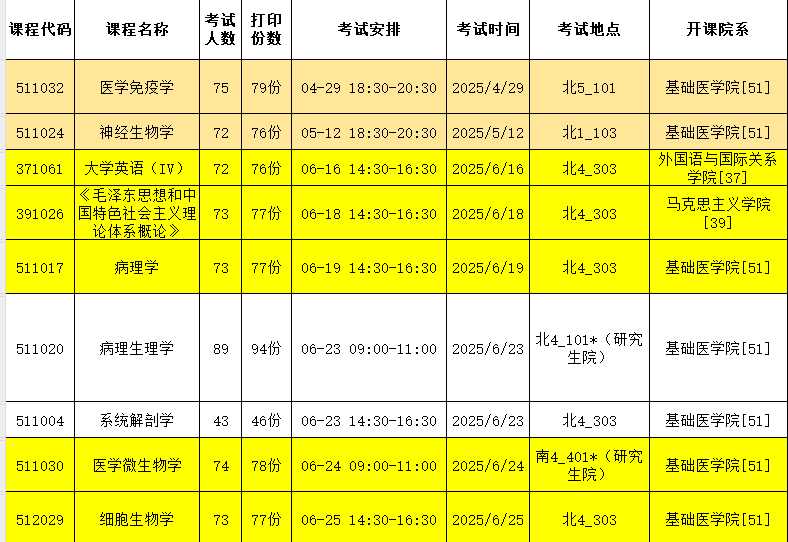 课程代码 课程名称 考试人数 打印份数 考试安排 考试时间 考试地点 开课院系
511032 医学免疫学 75 79份 04-29 18:30-20:30 2025/4/29 北5_101 基础医学院[51]
511024 神经生物学 72 76份 05-12 18:30-20:30 2025/5/12 北1_103 基础医学院[51]
371061 大学英语（IV） 72 76份 06-16 14:30-16:30 2025/6/16 北4_303 外国语与国际关系学院[37]
391026 《毛泽东思想和中国特色社会主义理论体系概论》 73 77份 06-18 14:30-16:30 2025/6/18 北4_303 马克思主义学院[39]
511017 病理学 73 77份 06-19 14:30-16:30 2025/6/19 北4_303 基础医学院[51]
511020 病理生理学 89 94份 06-23 09:00-11:00 2025/6/23 北4_101*（研究生院） 基础医学院[51]
511004 系统解剖学 43 46份 06-23 14:30-16:30 2025/6/23 北4_303 基础医学院[51]
511030 医学微生物学 74 78份 06-24 09:00-11:00 2025/6/24 南4_401*（研究生院） 基础医学院[51]
512029 细胞生物学 73 77份 06-25 14:30-16:30 2025/6/25 北4_303 基础医学院[51]